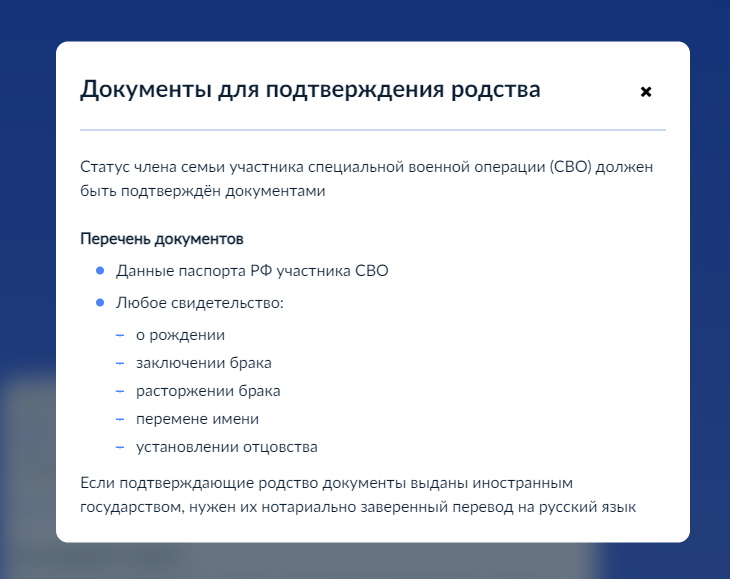 Документы для подтверждения родства
Статус члена семьи участника специальной военной операции (СВО) должен
быть подтверждён документами
Перечень документов
Данные паспорта РФ участника СВО
Любое свидетельство:
– о рождении
– заключении брака
– расторжении брака
– перемене имени
– установлении отцовства
Если подтверждающие родство документы выданы иностранным
государством, нужен их нотариально заверенный перевод на русский язык